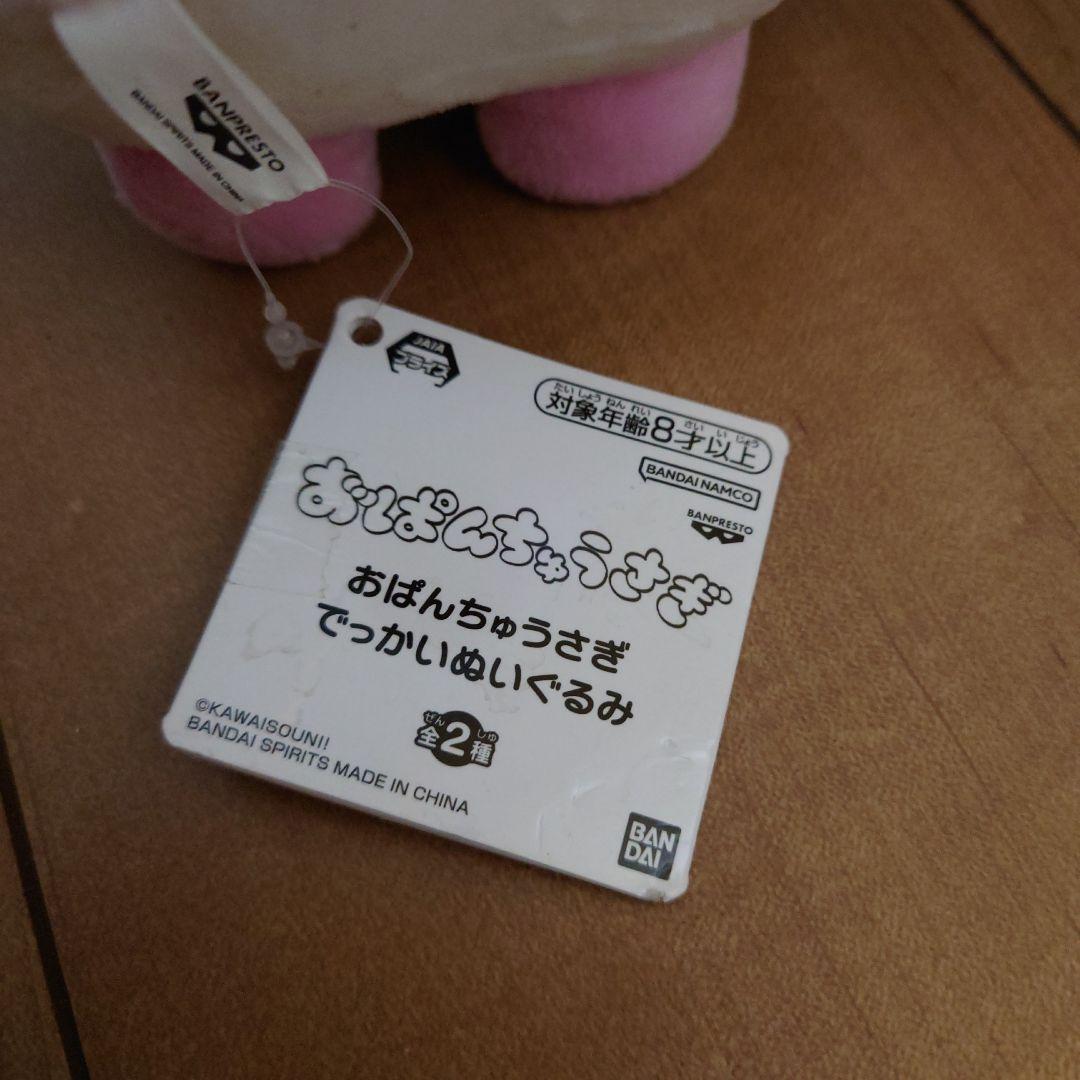 BANPRESTO
BANDAI SPIRITS MADE IN CHINA
JAIA
プライズ
たいしょうねんれい さいいじょう
対象年齢8才以上
BANDAI NAMCO
BANPRESTO
おぱんちゅうさぎ
おぱんちゅうさぎ
でっかいぬいぐるみ
ぜん しゅ
全2種
©KAWAISOUNI!
BANDAI SPIRITS MADE IN CHINA
BAN
DAI